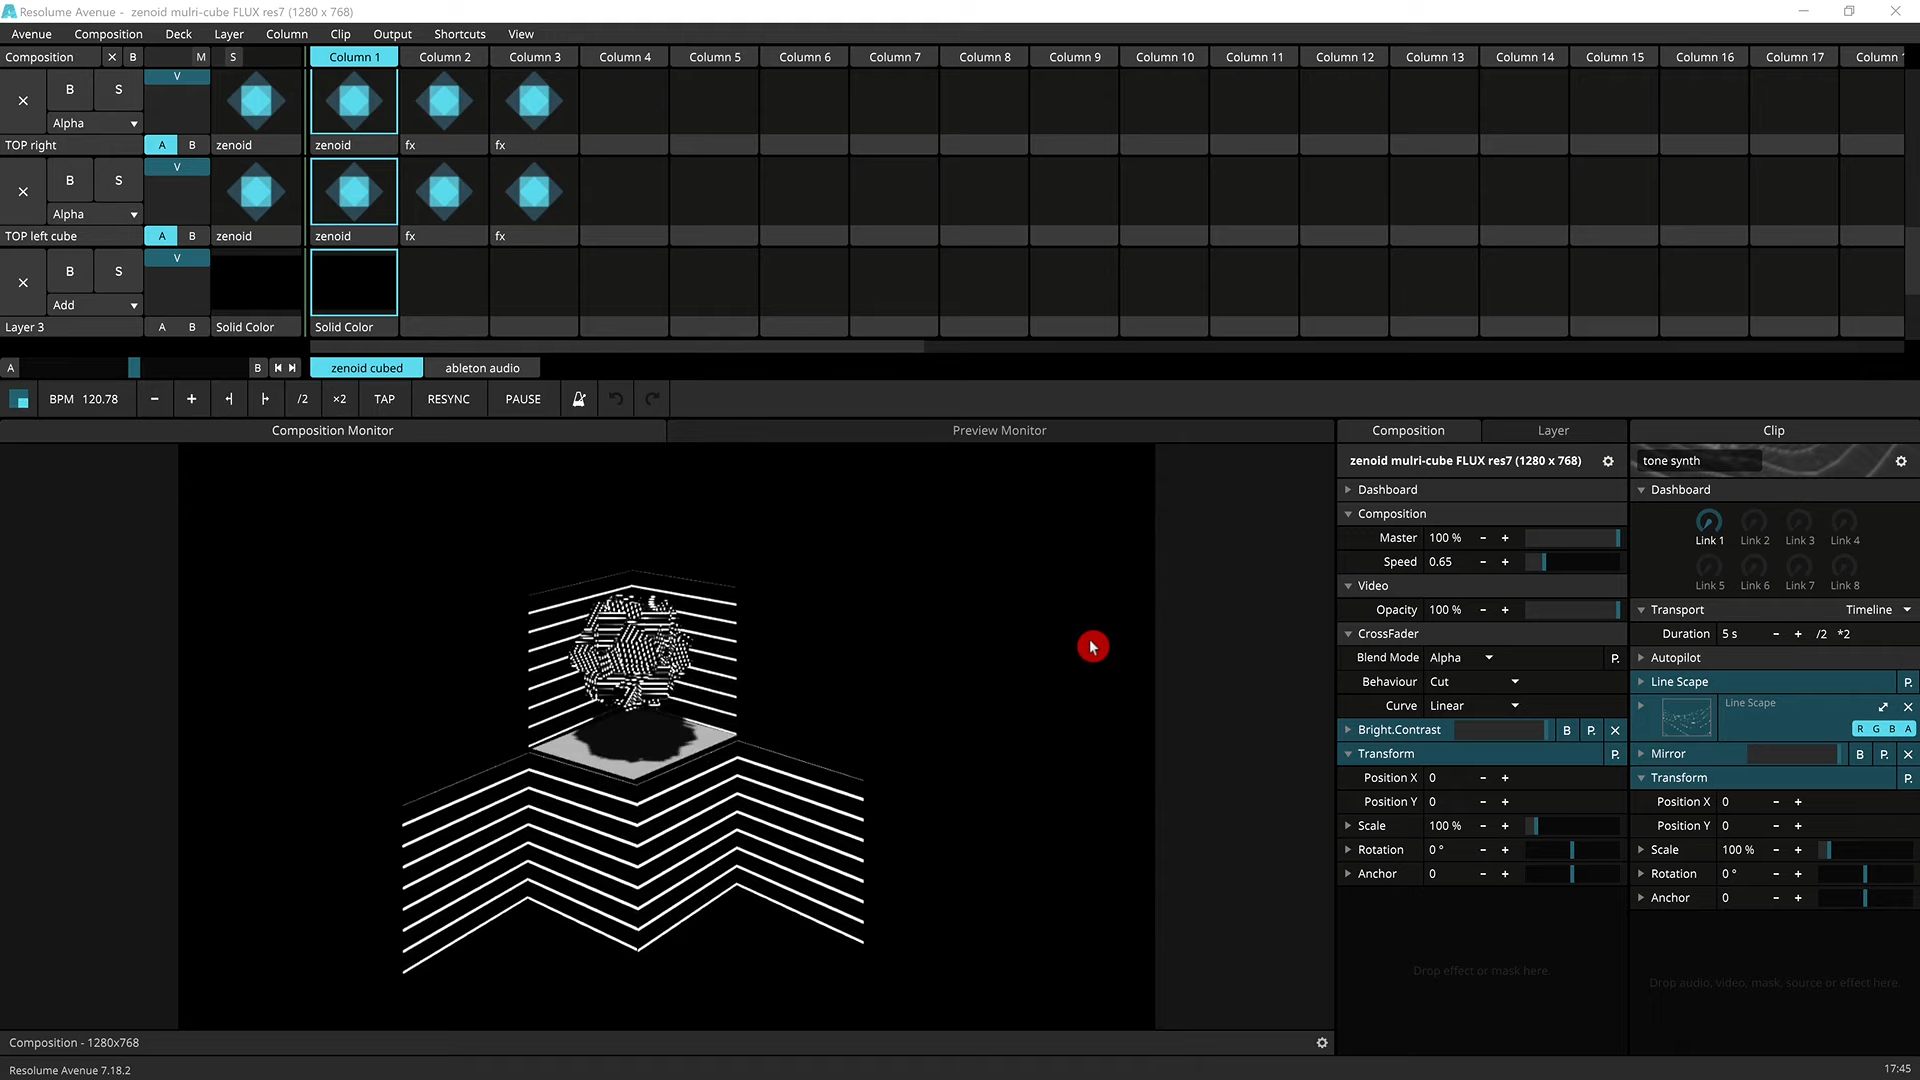 Resolume Avenue - zenoid mulri-cube FLUX res7 (1280 x 768)
Avenue Composition Deck Layer Column Clip Output Shortcuts View
Composition B M S Column 1 Column 2 Column 3 Column 4 Column 5 Column 6 Column 7 Column 8 Column 9 Column 10 Column 11 Column 12 Column 13 Column 14 Column 15 Column 16 Column 17 Column
V
B S
Alpha
TOP right A B zenoid zenoid fx fx
V
B S
Alpha
TOP left cube A B zenoid zenoid fx fx
V
B S
Add
Layer 3 A B Solid Color Solid Color
A B zenoid cubed ableton audio
BPM 120.78 - + /2 ×2 TAP RESYNC PAUSE
Composition Monitor Preview Monitor Composition Layer Clip
zenoid mulri-cube FLUX res7 (1280 x 768) tone synth
Dashboard
Composition
Master 100 % - +
Speed 0.65 - +
Video
Opacity 100 % - +
CrossFader
Blend Mode Alpha P.
Behaviour Cut
Curve Linear
Bright.Contrast B P.
Transform P.
Position X 0 - +
Position Y 0 - +
Scale 100 % - +
Rotation 0 ° - +
Anchor 0 - +
Drop effect or mask here.
Dashboard
Link 1 Link 2 Link 3 Link 4
Link 5 Link 6 Link 7 Link 8
Transport Timeline
Duration 5 s - + /2 *2
Autopilot
Line Scape P.
Line Scape
R G B A
Mirror B P.
Transform P.
Position X 0 - +
Position Y 0 - +
Scale 100 % - +
Rotation 0 ° - +
Anchor 0 - +
Drop audio, video, mask, source or effect here.
Composition - 1280x768
Resolume Avenue 7.18.2 17:45